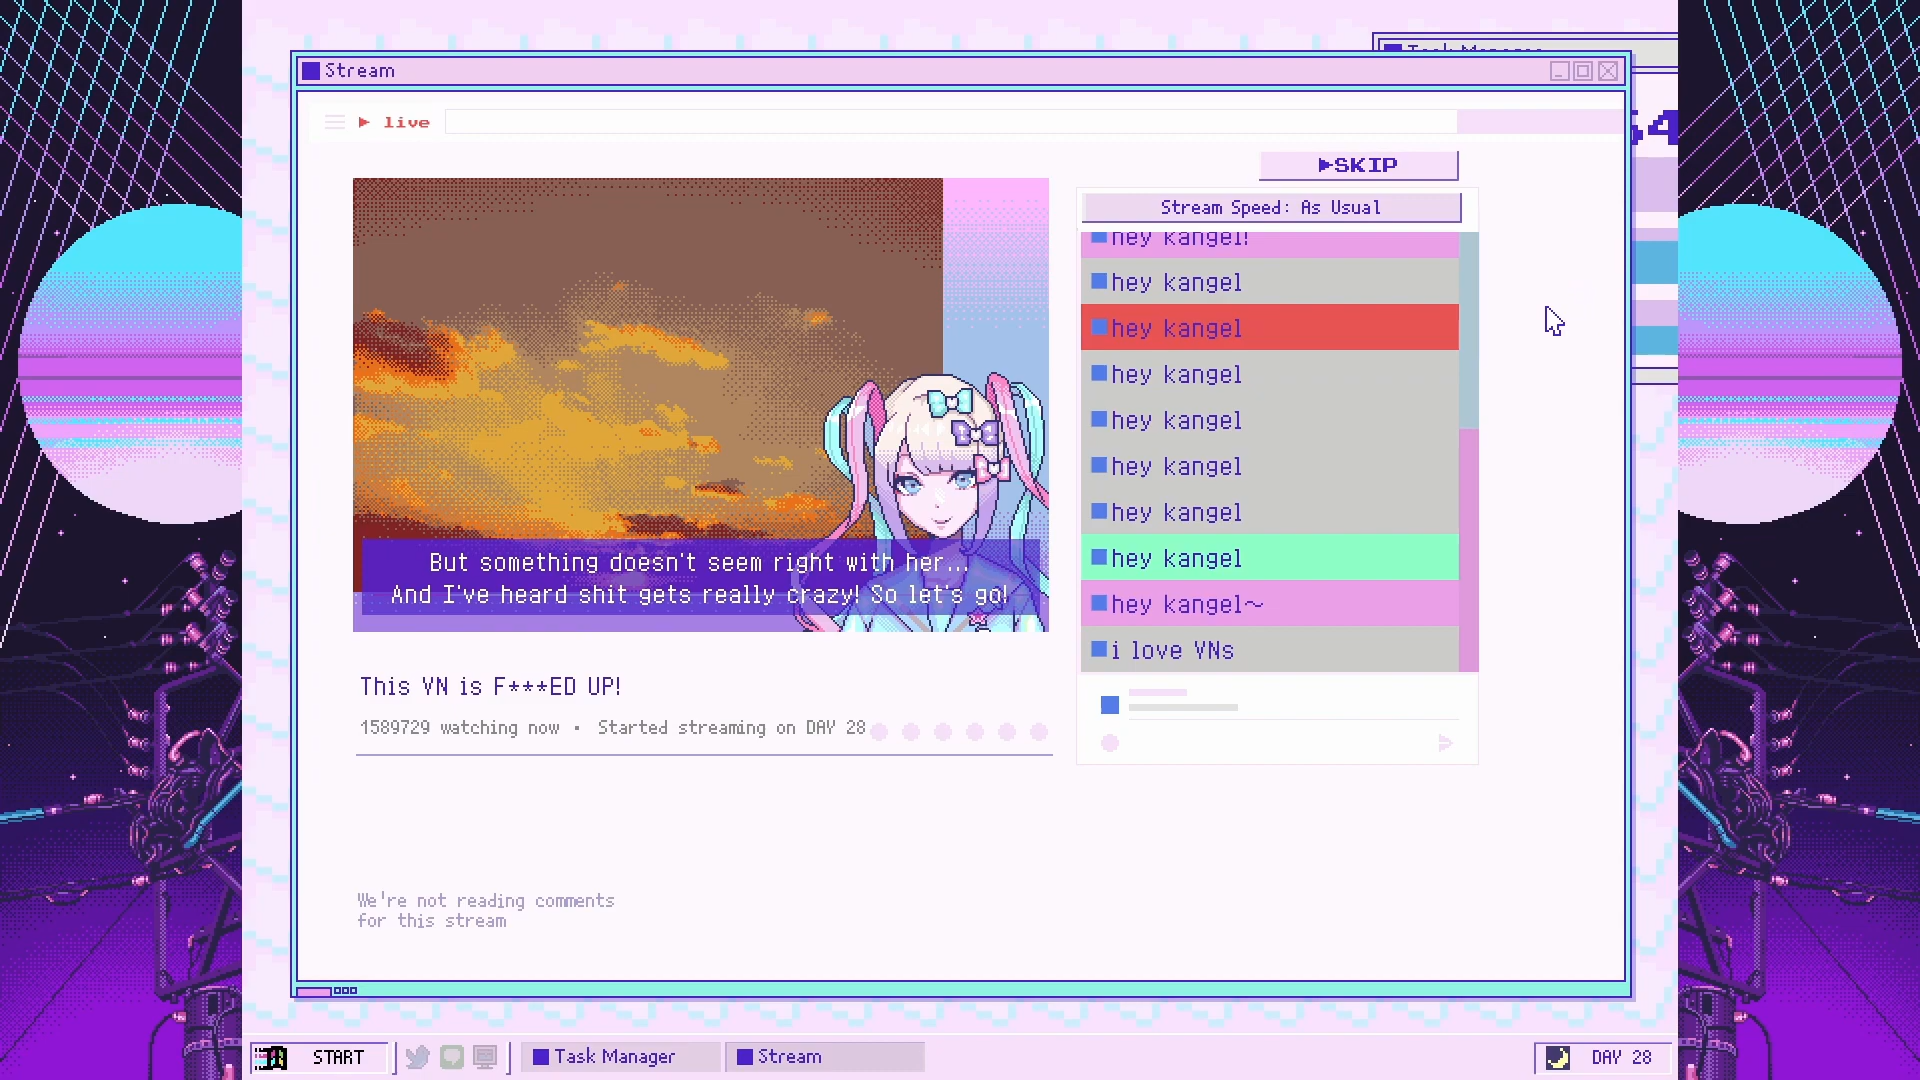 Task Manager
Stream
live
SKIP
Stream Speed: As Usual
hey kangel!
hey kangel
hey kangel
hey kangel
hey kangel
hey kangel
hey kangel
hey kangel
hey kangel~
i love VNs
But something doesn't seem right with her...
And I've heard shit gets really crazy! So let's go!
This VN is F***ED UP!
1589729 watching now • Started streaming on DAY 28
We're not reading comments
for this stream
START
Task Manager
Stream
DAY 28